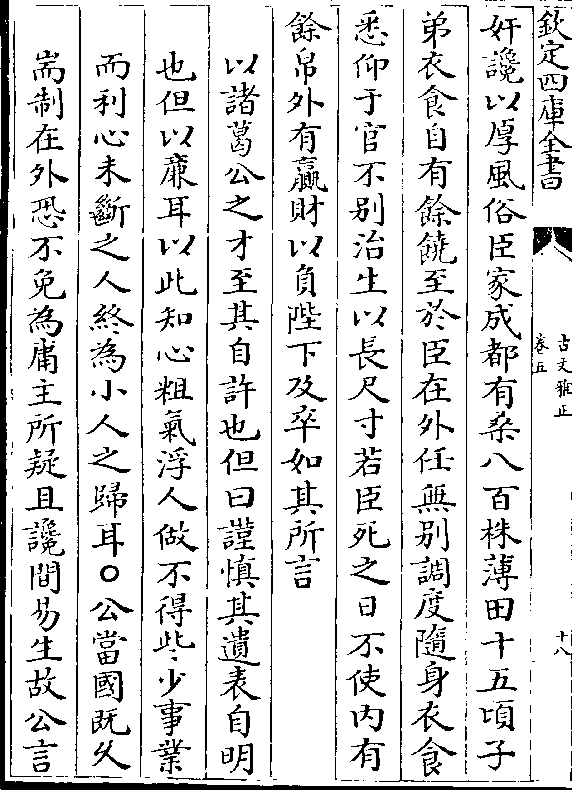 欽定四庫全書
古文雅正
卷五
十八
奸讒以厚風俗臣家成都有桑八百株薄田十五頃子
弟衣食自有餘饒至於臣在外任無别調度隨身衣食
悉仰于官不别治生以長尺寸若臣死之日不使内有
餘帛外有贏財以負陛下及卒如其所言
以諸葛公之才至其自許也但曰謹慎其遺表自明
也但以亷耳以此知心粗氣浮人做不得些少事業
而利心未斷之人終為小人之歸耳○公當國既久
耑制在外恐不免為庸主所疑且讒間易生故公言